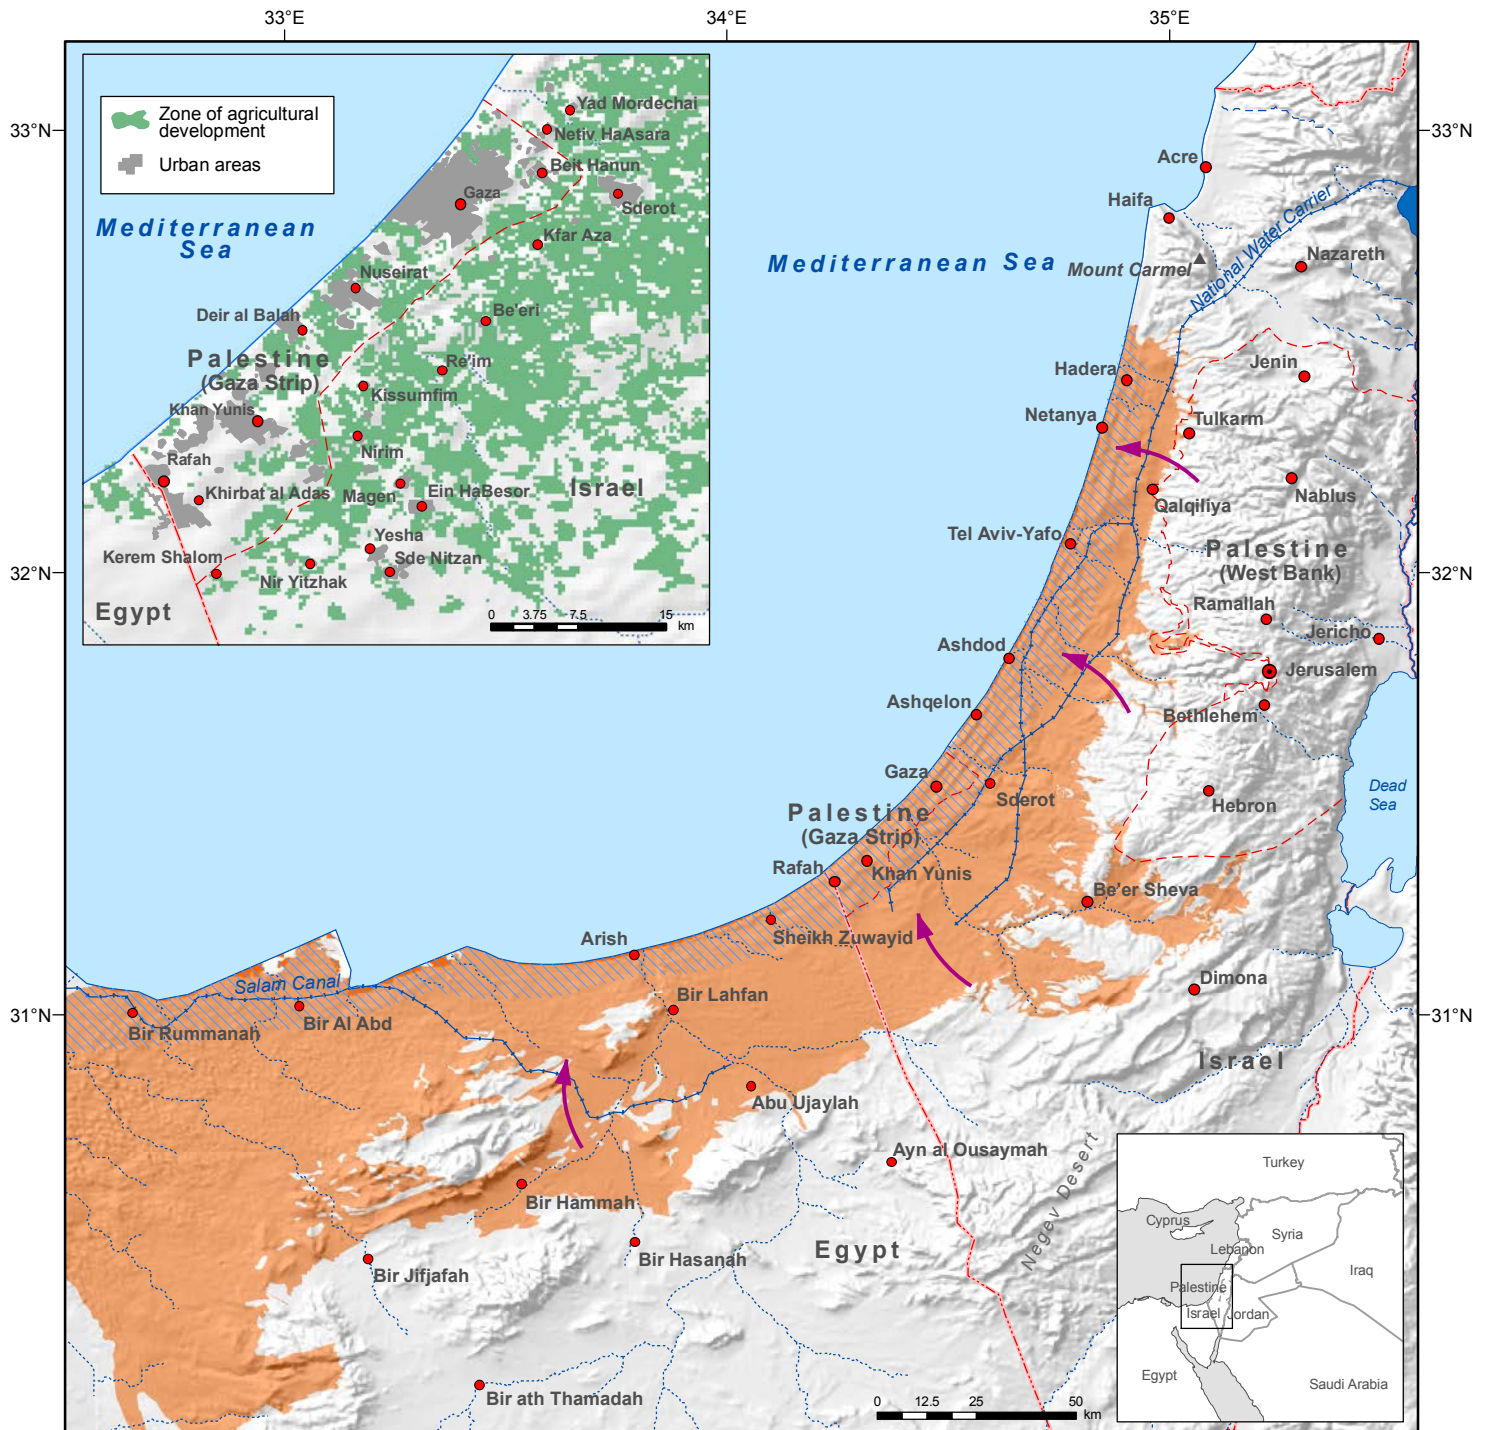 33°E
34°E
35°E
33°N
32°N
31°N
33°N
32°N
31°N
Zone of agricultural
development
Urban areas
Mediterranean
Sea
Yad Mordechai
Netiv HaAsara
Beit Hanun
Gaza
Sderot
Kfar Aza
Nuseirat
Deir al Balah
Be'eri
Palestine
(Gaza Strip)
Re'im
Kissumfim
Khan Yunis
Nirim
Rafah
Khirbat al Adas
Magen
Ein HaBesor
Israel
Yesha
Kerem Shalom
Sde Nitzan
Nir Yitzhak
Egypt
0
3.75
7.5
15
km
Mediterranean Sea
Acre
Haifa
National Water Carrier
Mount Carmel
Nazareth
Hadera
Jenin
Netanya
Tulkarm
Nablus
Qalqiliya
Tel Aviv-Yafo
Palestine
(West Bank)
Ramallah
Jericho
Ashdod
Jerusalem
Ashqelon
Bethlehem
Gaza
Sderot
Dead
Sea
Hebron
Palestine
(Gaza Strip)
Rafah
Khan Yunis
Be'er Sheva
Arish
Sheikh Zuwayid
Dimona
Salam Canal
Bir Lahfan
Bir Rummanah
Bir Al Abd
Israel
Abu Ujaylah
Ayn al Ousaymah
Negev Desert
Bir Hammah
Egypt
Bir Hasanah
Bir Jifjafah
Bir ath Thamadah
0
12.5
25
50
km
Turkey
Cyprus
Syria
Lebanon
Iraq
Palestine
Israel
Jordan
Egypt
Saudi Arabia